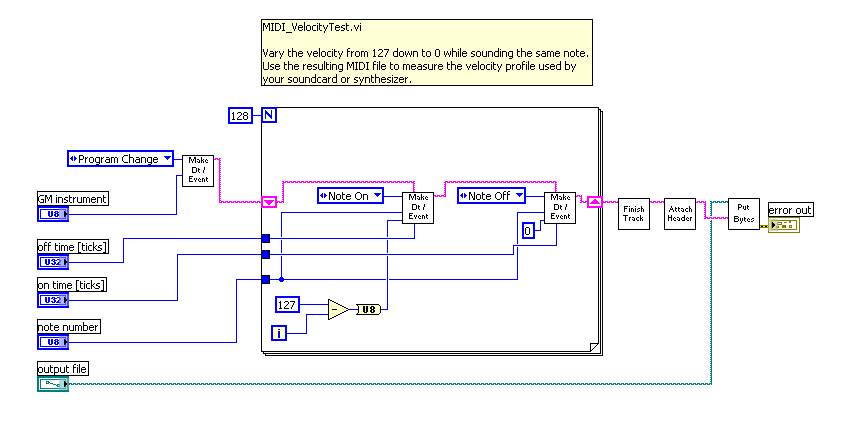 MIDI_VelocityTest.vi
Vary the velocity from 127 down to 0 while sounding the same note.
Use the resulting MIDI file to measure the velocity profile used by
your soundcard or synthesizer.
128
N
Program Change
Make
Dt /
Event
GM instrument
U8
Note On
Make
Dt /
Event
Note Off
Make
Dt /
Event
0
Finish
Track
Attach
Header
Put
Bytes
error out
off time [ticks]
U32
on time [ticks]
U32
127
-
U8
i
note number
U8
output file